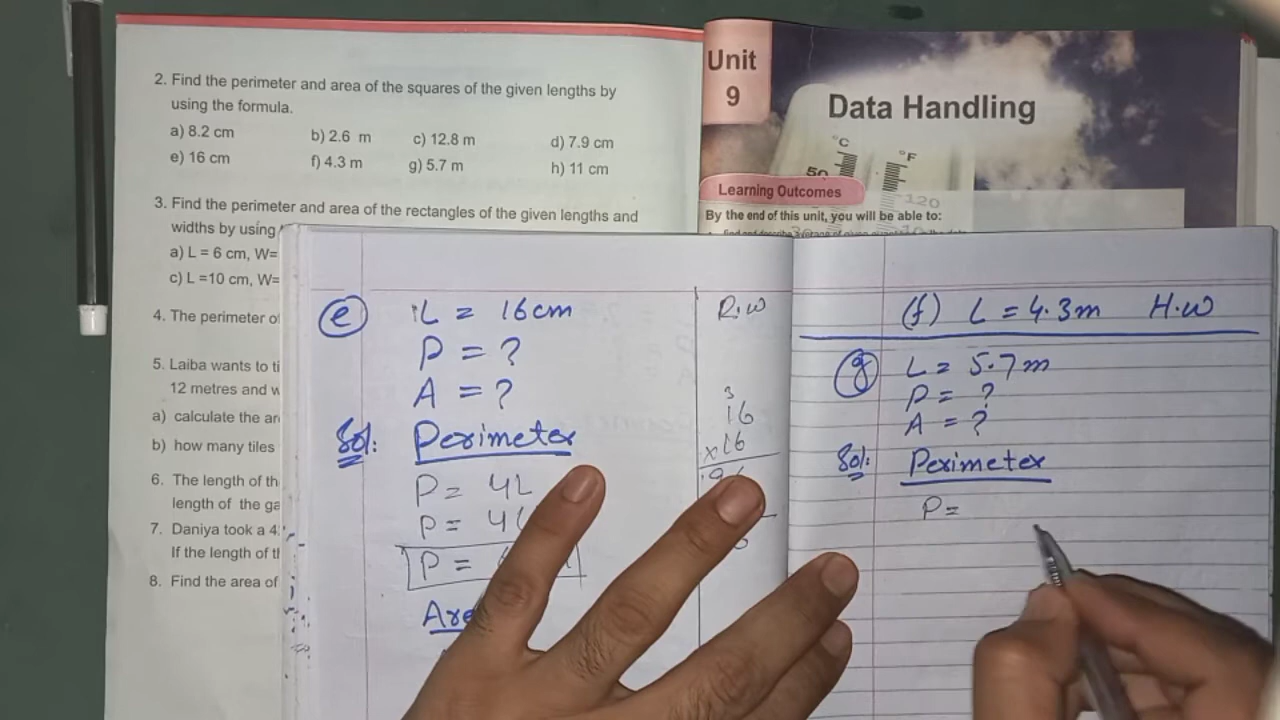 2. Find the perimeter and area of the squares of the given lengths by
using the formula.
a) 8.2 cm b) 2.6 m c) 12.8 m d) 7.9 cm
e) 16 cm f) 4.3 m g) 5.7 m h) 11 cm
3. Find the perimeter and area of the rectangles of the given lengths and
widths by using
a) L = 6 cm, W=
c) L =10 cm, W=
4. The perimeter
5. Laiba wants to
12 metres and
a) calculate the
b) how many tiles
6. The length of
length of the
7. Daniya took a
If the length of
8. Find the area of
Unit
9
Data Handling
°C
°F
50
120
Learning Outcomes
By the end of this unit, you will be able to:
e L = 16cm
P = ?
A = ?
Sol: Perimeter
P = 4L
P =
P =
R.W
3
16
x16
(f) L = 4.3m H.W
g L = 5.7m
P = ?
A = ?
Sol: Perimeter
P =